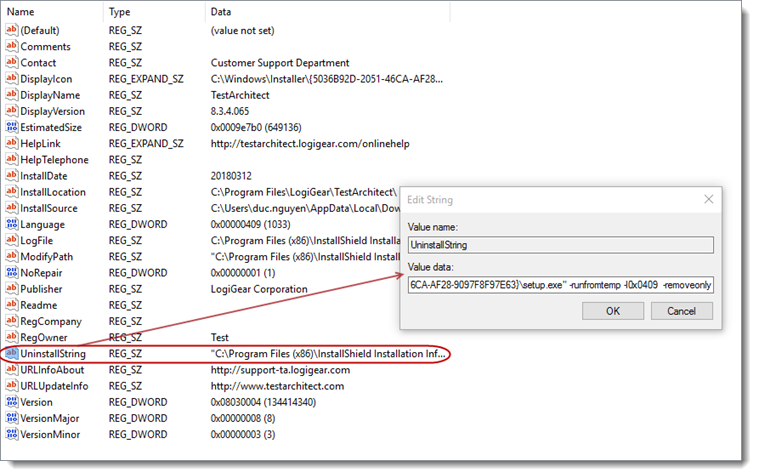 Name Type Data
(Default) REG_SZ (value not set)
Comments REG_SZ
Contact REG_SZ Customer Support Department
DisplayIcon REG_EXPAND_SZ C:\Windows\Installer\{5036B92D-2051-46CA-AF28...
DisplayName REG_SZ TestArchitect
DisplayVersion REG_SZ 8.3.4.065
EstimatedSize REG_DWORD 0x0009e7b0 (649136)
HelpLink REG_EXPAND_SZ http://testarchitect.logigear.com/onlinehelp
HelpTelephone REG_SZ
InstallDate REG_SZ 20180312
InstallLocation REG_SZ C:\Program Files\LogiGear\TestArchitect\
InstallSource REG_SZ C:\Users\duc.nguyen\AppData\Local\Dow
Language REG_DWORD 0x00000409 (1033)
LogFile REG_SZ C:\Program Files (x86)\InstallShield Installa
ModifyPath REG_SZ "C:\Program Files (x86)\InstallShield Insta
NoRepair REG_DWORD 0x00000001 (1)
Publisher REG_SZ LogiGear Corporation
Readme REG_SZ
RegCompany REG_SZ
RegOwner REG_SZ Test
UninstallString REG_SZ "C:\Program Files (x86)\InstallShield Installation Inf...
URLInfoAbout REG_SZ http://support-ta.logigear.com
URLUpdateInfo REG_SZ http://www.testarchitect.com
Version REG_DWORD 0x08030004 (134414340)
VersionMajor REG_DWORD 0x00000008 (8)
VersionMinor REG_DWORD 0x00000003 (3)
Edit String
Value name:
UninstallString
Value data:
6CA-AF28-9097F8F97E63}\setup.exe" -runfromtemp -l0x0409 -removeonly
OK Cancel